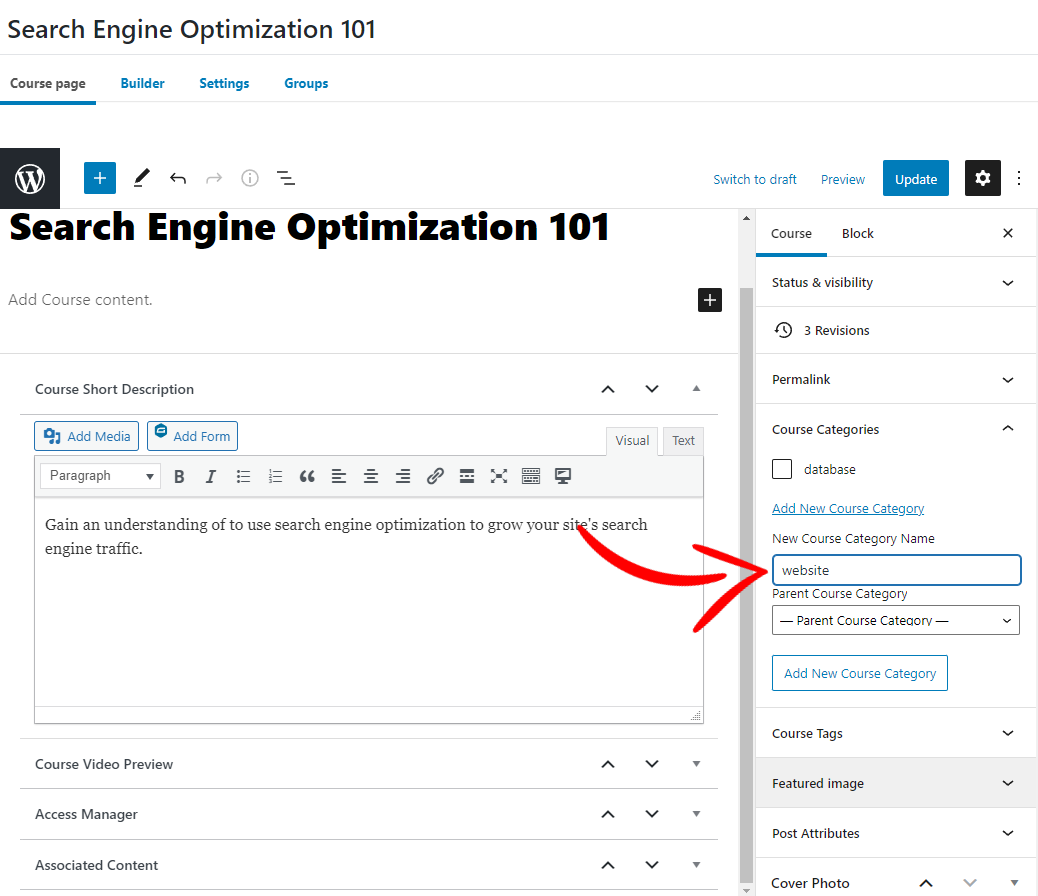 Search Engine Optimization 101
Course page Builder Settings Groups
Switch to draft Preview Update
Search Engine Optimization 101
Add Course content.
Course Short Description
Add Media Add Form Visual Text
Paragraph B I
Gain an understanding of to use search engine optimization to grow your site's search
engine traffic.
Course Video Preview
Access Manager
Associated Content
Course Block
Status & visibility
3 Revisions
Permalink
Course Categories
database
Add New Course Category
New Course Category Name
website
Parent Course Category
— Parent Course Category —
Add New Course Category
Course Tags
Featured image
Post Attributes
Cover Photo